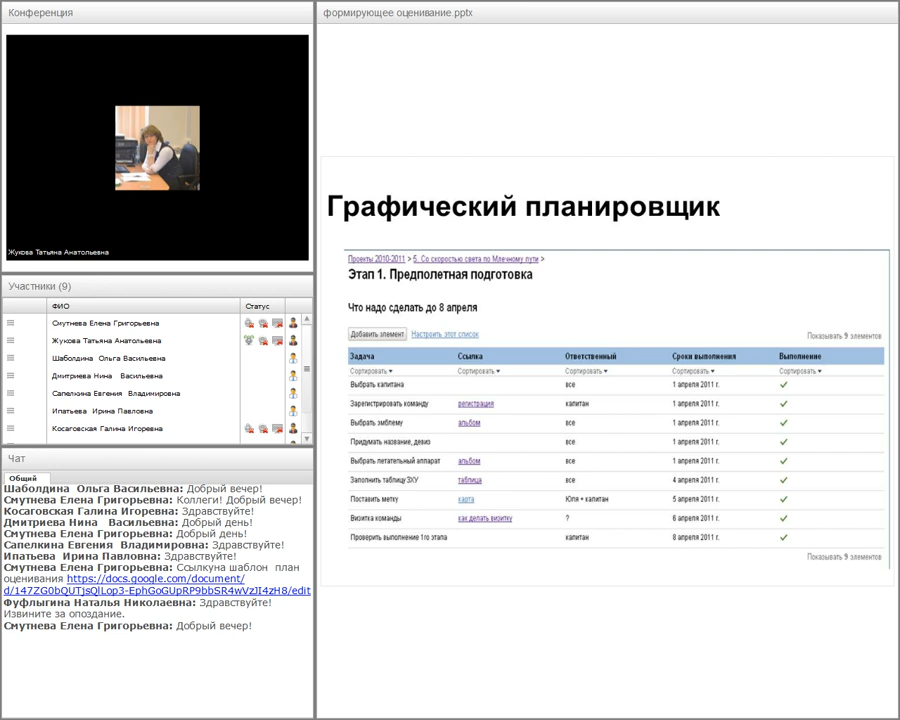 Конференция
Жукова Татьяна Анатольевна
Участники (9)
ФИО Статус
Смутнева Елена Григорьевна
Жукова Татьяна Анатольевна
Шаболдина Ольга Васильевна
Дмитриева Нина Васильевна
Сапелкина Евгения Владимировна
Ипатьева Ирина Павловна
Косаговская Галина Игоревна
Чат
Общий
Шаболдина Ольга Васильевна: Добрый вечер!
Смутнева Елена Григорьевна: Коллеги! Добрый вечер!
Косаговская Галина Игоревна: Здравствуйте!
Дмитриева Нина Васильевна: Добрый день!
Смутнева Елена Григорьевна: Добрый день!
Сапелкина Евгения Владимировна: Здравствуйте!
Ипатьева Ирина Павловна: Здравствуйте!
Смутнева Елена Григорьевна: Ссылкуна шаблон план
оценивания https://docs.google.com/document/
d/147ZG0bQUTjsQlLop3-EphGoGUpRP9bbSR4wVzJI4zH8/edit
Фуфлыгина Наталья Николаевна: Здравствуйте!
Извините за опоздание.
Смутнева Елена Григорьевна: Добрый вечер!
формирующее оценивание.pptx
Графический планировщик
Проекты 2010-2011 > 5. Со скоростью света по Млечному пути >
Этап 1. Предполетная подготовка
Что надо сделать до 8 апреля
Добавить элемент Настроить этот список Показывать 9 элементов
Задача Ссылка Ответственный Сроки выполнения Выполнение
Сортировать ▾ Сортировать ▾ Сортировать ▾ Сортировать ▾ Сортировать ▾
Выбрать капитана все 1 апреля 2011 г. ✓
Зарегистрировать команду регистрация капитан 1 апреля 2011 г. ✓
Выбрать эмблему альбом все 1 апреля 2011 г. ✓
Придумать название, девиз все 1 апреля 2011 г. ✓
Выбрать летательный аппарат альбом все 1 апреля 2011 г. ✓
Заполнить таблицу ЗХУ таблица все 4 апреля 2011 г. ✓
Поставить метку карта Юля + капитан 5 апреля 2011 г. ✓
Визитка команды как делать визитку ? 6 апреля 2011 г. ✓
Проверить выполнение 1го этапа капитан 8 апреля 2011 г. ✓
Показывать 9 элементов